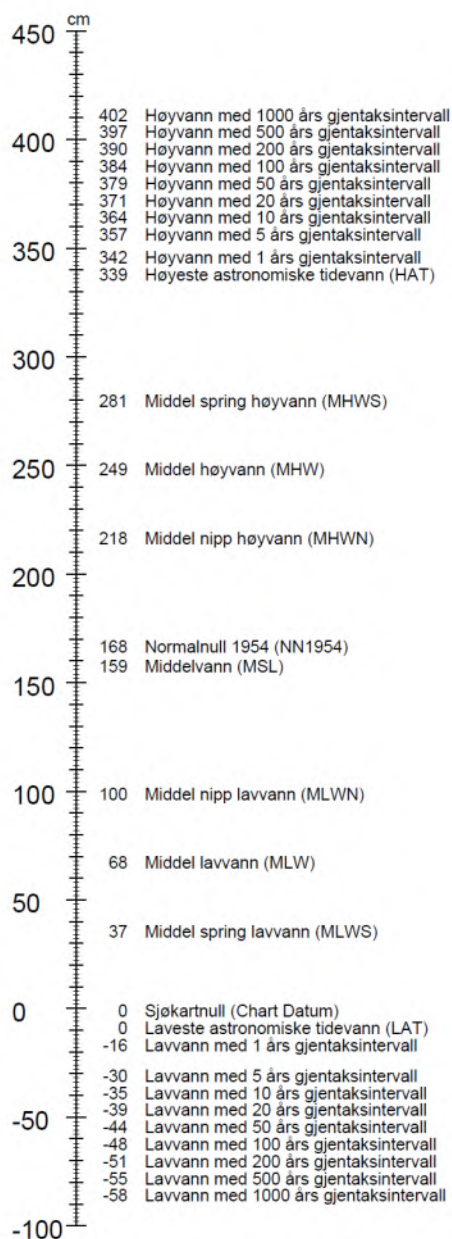 cm
450
402 Høyvann med 1000 års gjentaksintervall
400
397 Høyvann med 500 års gjentaksintervall
390 Høyvann med 200 års gjentaksintervall
384 Høyvann med 100 års gjentaksintervall
379 Høyvann med 50 års gjentaksintervall
371 Høyvann med 20 års gjentaksintervall
364 Høyvann med 10 års gjentaksintervall
357 Høyvann med 5 års gjentaksintervall
350
342 Høyvann med 1 års gjentaksintervall
339 Høyeste astronomiske tidevann (HAT)
300
281 Middel spring høyvann (MHWS)
250
249 Middel høyvann (MHW)
218 Middel nipp høyvann (MHWN)
200
168 Normalnull 1954 (NN1954)
159 Middelvann (MSL)
150
100
100 Middel nipp lavvann (MLWN)
68 Middel lavvann (MLW)
50
37 Middel spring lavvann (MLWS)
0
0 Sjøkartnull (Chart Datum)
0 Laveste astronomiske tidevann (LAT)
-16 Lavvann med 1 års gjentaksintervall
-30 Lavvann med 5 års gjentaksintervall
-35 Lavvann med 10 års gjentaksintervall
-39 Lavvann med 20 års gjentaksintervall
-44 Lavvann med 50 års gjentaksintervall
-50
-48 Lavvann med 100 års gjentaksintervall
-51 Lavvann med 200 års gjentaksintervall
-55 Lavvann med 500 års gjentaksintervall
-58 Lavvann med 1000 års gjentaksintervall
-100